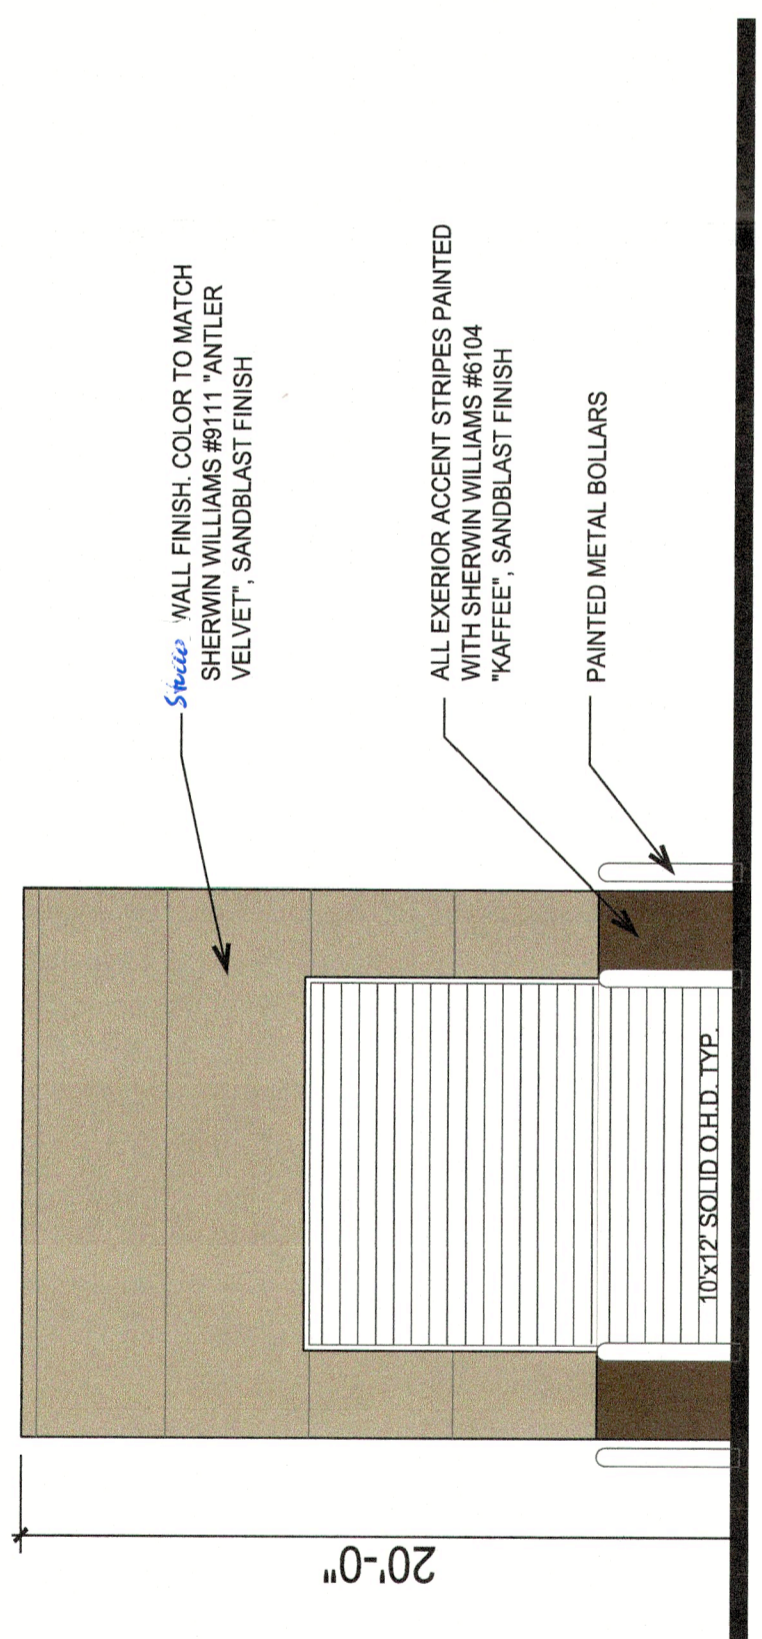 Stucco WALL FINISH. COLOR TO MATCH
SHERWIN WILLIAMS #9111 "ANTLER
VELVET", SANDBLAST FINISH
ALL EXERIOR ACCENT STRIPES PAINTED
WITH SHERWIN WILLIAMS #6104
"KAFFEE", SANDBLAST FINISH
PAINTED METAL BOLLARS
10'x12' SOLID O.H.D. TYP.
20'-0"